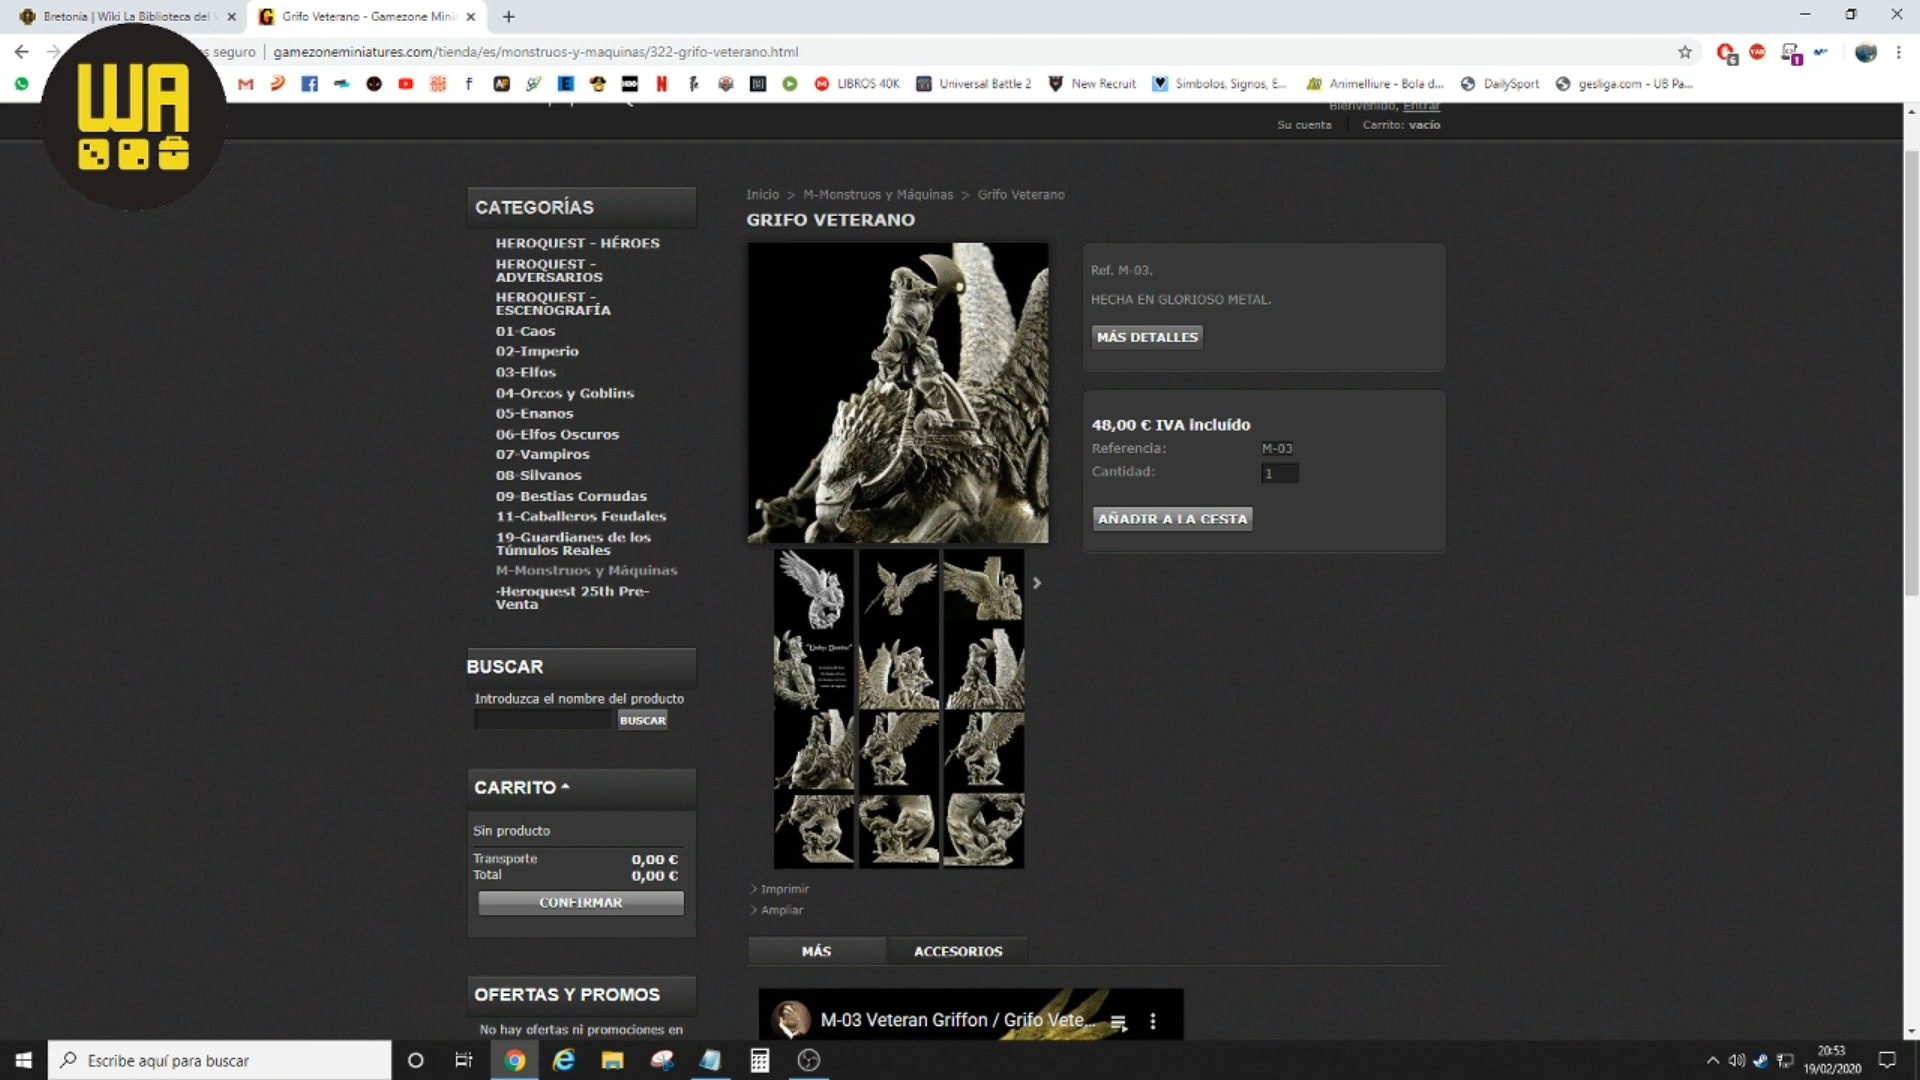 Bretonia | Wiki La Biblioteca del V
Grifo Veterano - Gamezone Mini
s seguro
gamezoneminiatures.com/tienda/es/monstruos-y-maquinas/322-grifo-veterano.html
LIBROS 40K
Universal Battle 2
New Recruit
Simbolos, Signos, E...
Animelliure - Bola d...
DailySport
gesliga.com - UB Pa...
WA
Bienvenido, Entrar
Su cuenta
Carrito: vacío
CATEGORÍAS
HEROQUEST - HÉROES
HEROQUEST -
ADVERSARIOS
HEROQUEST -
ESCENOGRAFÍA
01-Caos
02-Imperio
03-Elfos
04-Orcos y Goblins
05-Enanos
06-Elfos Oscuros
07-Vampiros
08-Silvanos
09-Bestias Cornudas
11-Caballeros Feudales
19-Guardianes de los
Túmulos Reales
M-Monstruos y Máquinas
-Heroquest 25th Pre-
Venta
BUSCAR
Introduzca el nombre del producto
BUSCAR
CARRITO
Sin producto
Transporte 0,00 €
Total 0,00 €
CONFIRMAR
OFERTAS Y PROMOS
No hay ofertas ni promociones en
Inicio > M-Monstruos y Máquinas > Grifo Veterano
GRIFO VETERANO
Ref. M-03.
HECHA EN GLORIOSO METAL.
MÁS DETALLES
48,00 € IVA incluído
Referencia: M-03
Cantidad: 1
AÑADIR A LA CESTA
> Imprimir
> Ampliar
MÁS
ACCESORIOS
M-03 Veteran Griffon / Grifo Vete...
Escribe aquí para buscar
20:53
19/02/2020